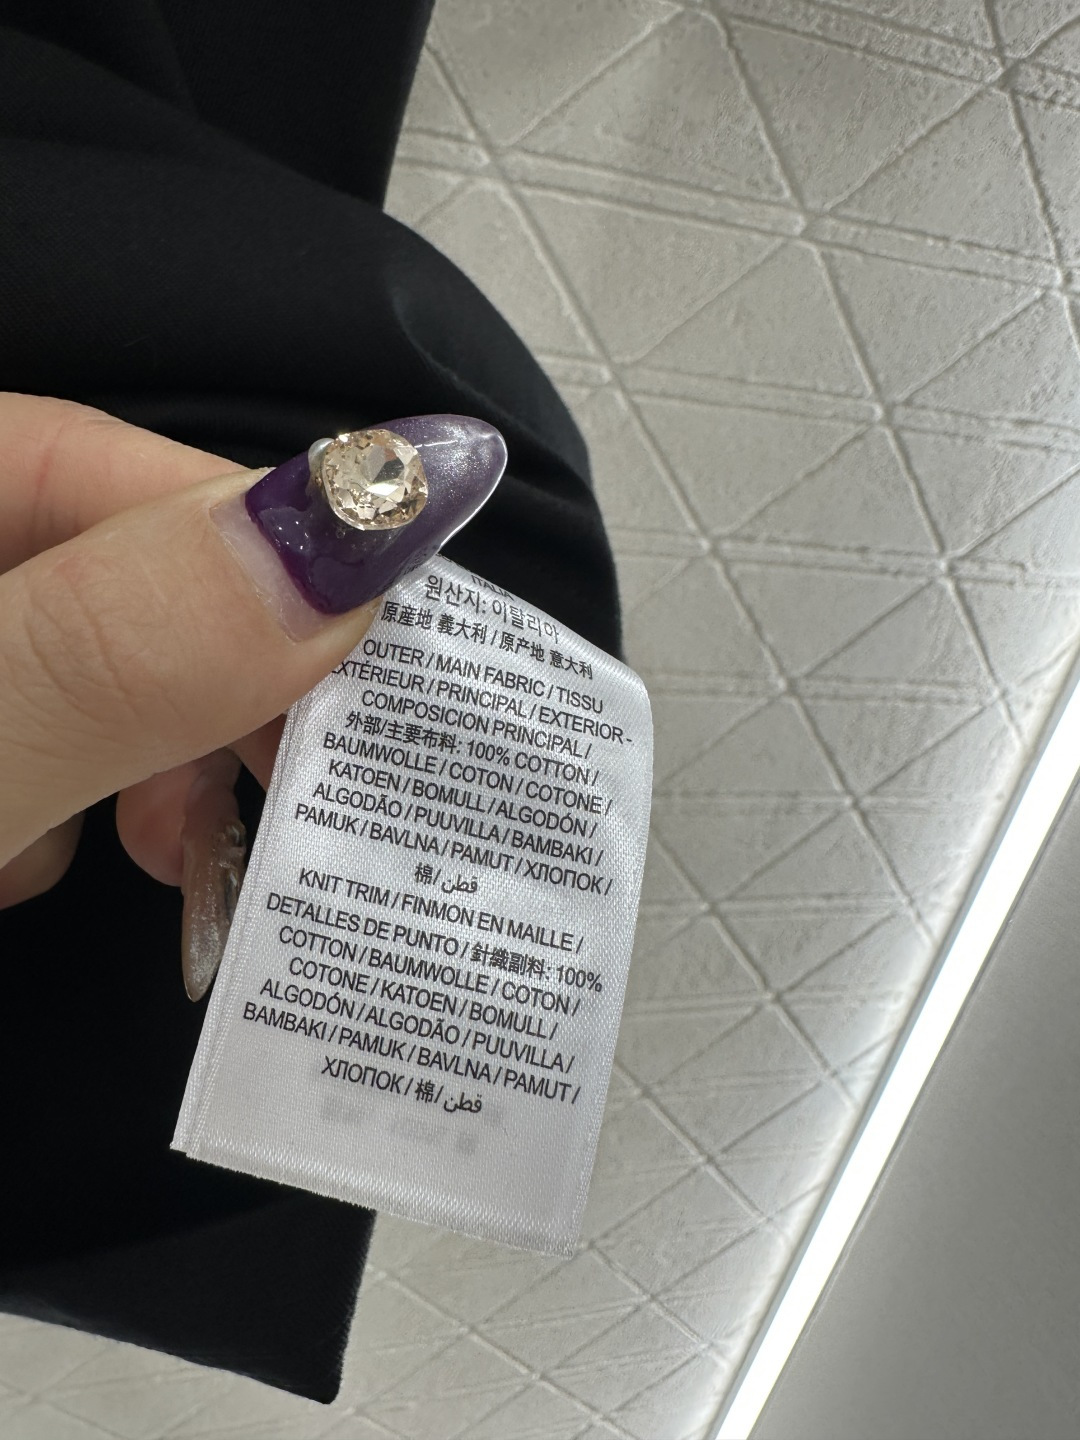 ITALIA
원산지: 이탈리아
原産地 義大利 / 原产地 意大利
OUTER / MAIN FABRIC / TISSU
EXTÉRIEUR / PRINCIPAL / EXTERIOR -
COMPOSICION PRINCIPAL /
外部/主要布料: 100% COTTON /
BAUMWOLLE / COTON / COTONE /
KATOEN / BOMULL / ALGODÓN /
ALGODÃO / PUUVILLA / BAMBAKI /
PAMUK / BAVLNA / PAMUT / ХЛОПОК /
棉/ قطن
KNIT TRIM / FINMON EN MAILLE /
DETALLES DE PUNTO / 針織副料: 100%
COTTON / BAUMWOLLE / COTON /
COTONE / KATOEN / BOMULL /
ALGODÓN / ALGODÃO / PUUVILLA /
BAMBAKI / PAMUK / BAVLNA / PAMUT /
ХЛОПОК / 棉/ قطن